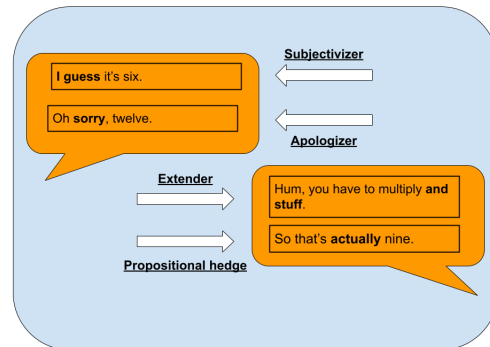 Subjectivizer
I guess it's six.
Oh sorry, twelve.
Apologizer
Extender
Hum, you have to multiply and
stuff.
So that's actually nine.
Propositional hedge